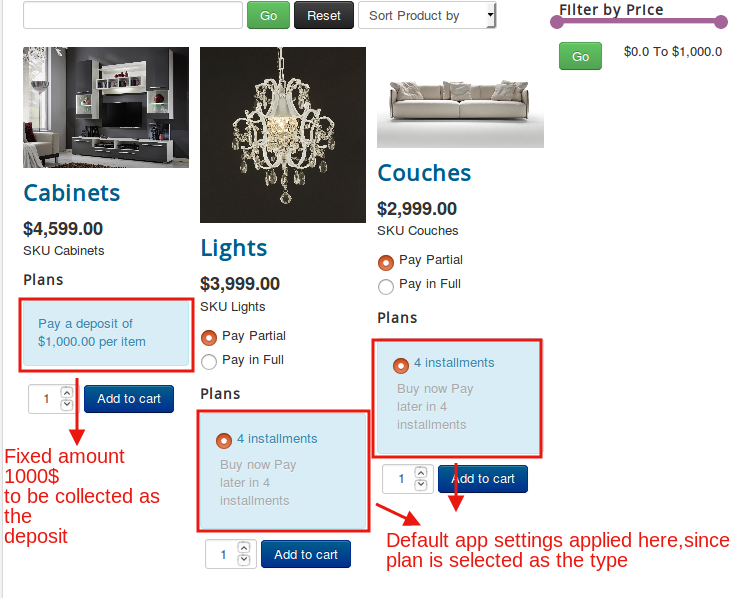 Go
Reset
Sort Product by
Filter by Price
Go
$0.0 To $1,000.0
Cabinets
$4,599.00
SKU Cabinets
Plans
Pay a deposit of
$1,000.00 per item
1
Add to cart
Fixed amount
1000$
to be collected as
the
deposit
Lights
$3,999.00
SKU Lights
Pay Partial
Pay in Full
Plans
4 installments
Buy now Pay
later in 4
installments
1
Add to cart
Couches
$2,999.00
SKU Couches
Pay Partial
Pay in Full
Plans
4 installments
Buy now Pay
later in 4
installments
1
Add to cart
Default app settings applied here,since
plan is selected as the type